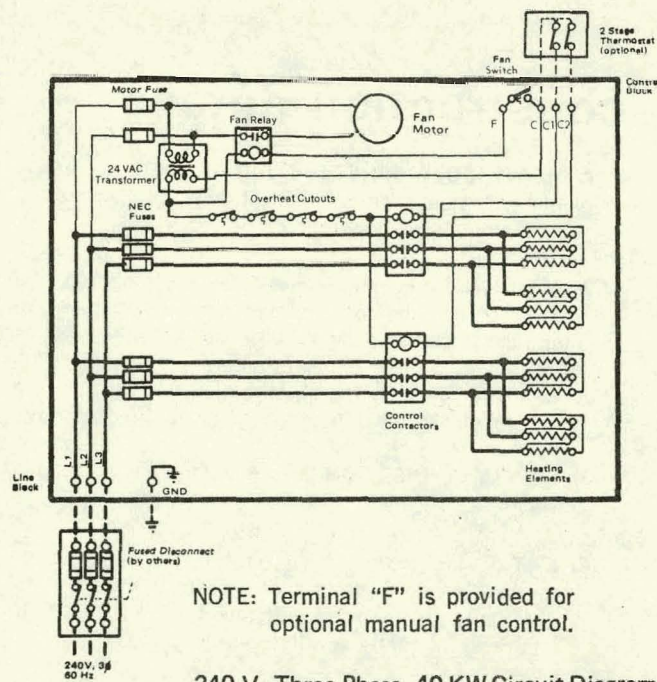 2 Stage
Thermostat
(optional)
Fan
Switch
Control
Block
Motor Fuse
Fan Relay
Fan
Motor
F
C
C1
C2
24 VAC
Transformer
Overheat Cutouts
NEC
Fuses
Control
Contactors
Heating
Elements
L1
L2
L3
Line
Block
GND
Fused Disconnect
(by others)
NOTE: Terminal "F" is provided for
optional manual fan control.
240V, 3ø
60 Hz
240 V, Three Phase, 40 KW Circuit Diagram